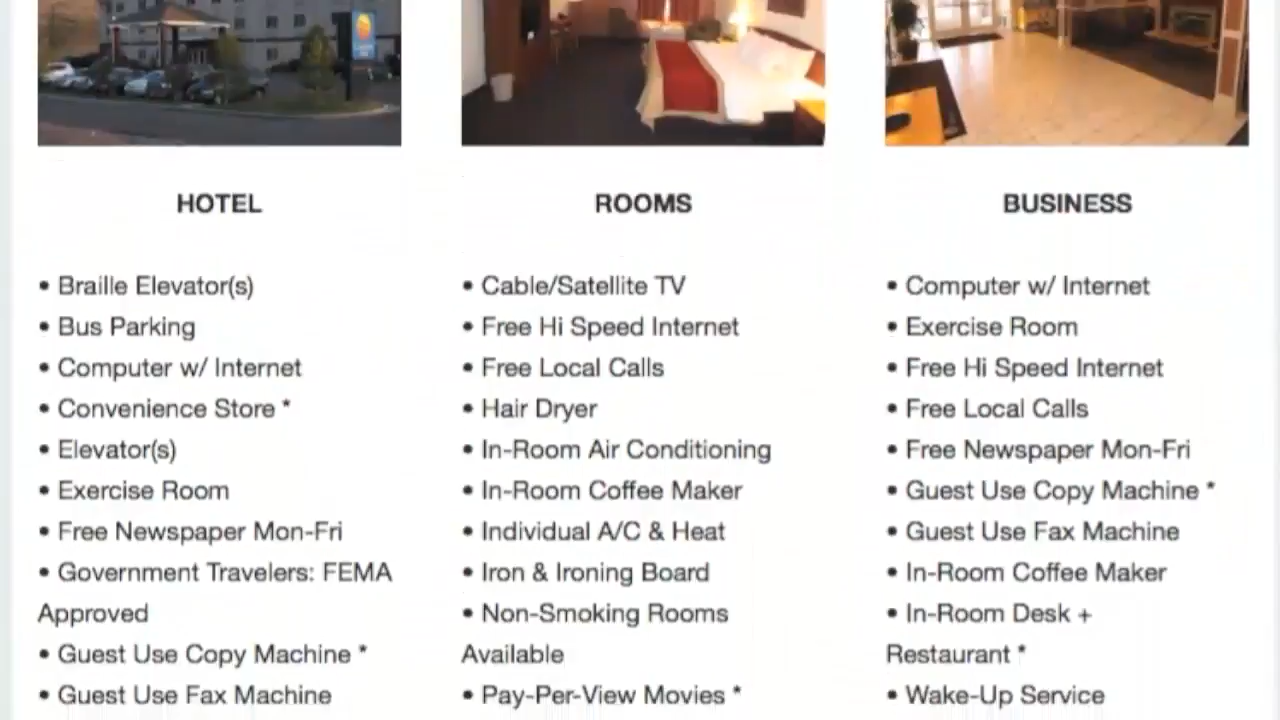 HOTEL
• Braille Elevator(s)
• Bus Parking
• Computer w/ Internet
• Convenience Store *
• Elevator(s)
• Exercise Room
• Free Newspaper Mon-Fri
• Government Travelers: FEMA
Approved
• Guest Use Copy Machine *
• Guest Use Fax Machine
ROOMS
• Cable/Satellite TV
• Free Hi Speed Internet
• Free Local Calls
• Hair Dryer
• In-Room Air Conditioning
• In-Room Coffee Maker
• Individual A/C & Heat
• Iron & Ironing Board
• Non-Smoking Rooms
Available
• Pay-Per-View Movies *
BUSINESS
• Computer w/ Internet
• Exercise Room
• Free Hi Speed Internet
• Free Local Calls
• Free Newspaper Mon-Fri
• Guest Use Copy Machine *
• Guest Use Fax Machine
• In-Room Coffee Maker
• In-Room Desk +
Restaurant *
• Wake-Up Service